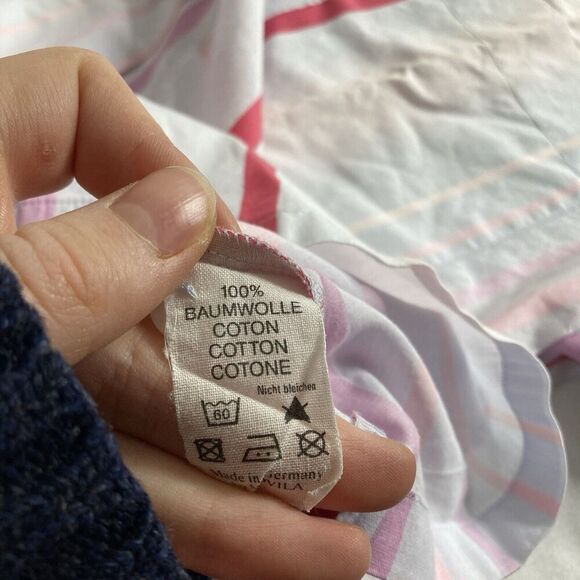 100%
BAUMWOLLE
COTON
COTTON
COTONE
Nicht bleichen
60
Made in Germany